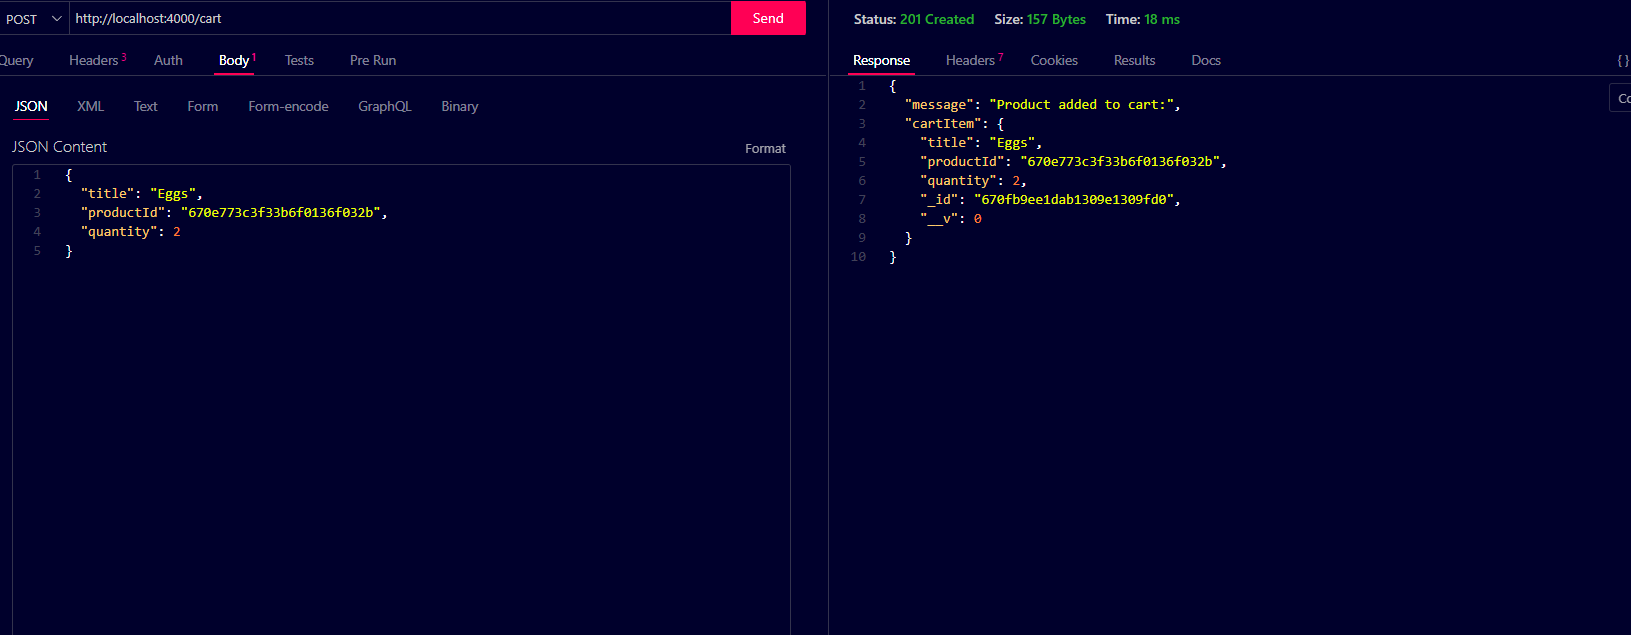 POST http://localhost:4000/cart Send
Query Headers 3 Auth Body 1 Tests Pre Run
JSON XML Text Form Form-encode GraphQL Binary
JSON Content Format
1 {
2 "title": "Eggs",
3 "productId": "670e773c3f33b6f0136f032b",
4 "quantity": 2
5 }
Status: 201 Created Size: 157 Bytes Time: 18 ms
Response Headers 7 Cookies Results Docs {}
1 {
2 "message": "Product added to cart:",
3 "cartItem": {
4 "title": "Eggs",
5 "productId": "670e773c3f33b6f0136f032b",
6 "quantity": 2,
7 "_id": "670fb9ee1dab1309e1309fd0",
8 "__v": 0
9 }
10 }